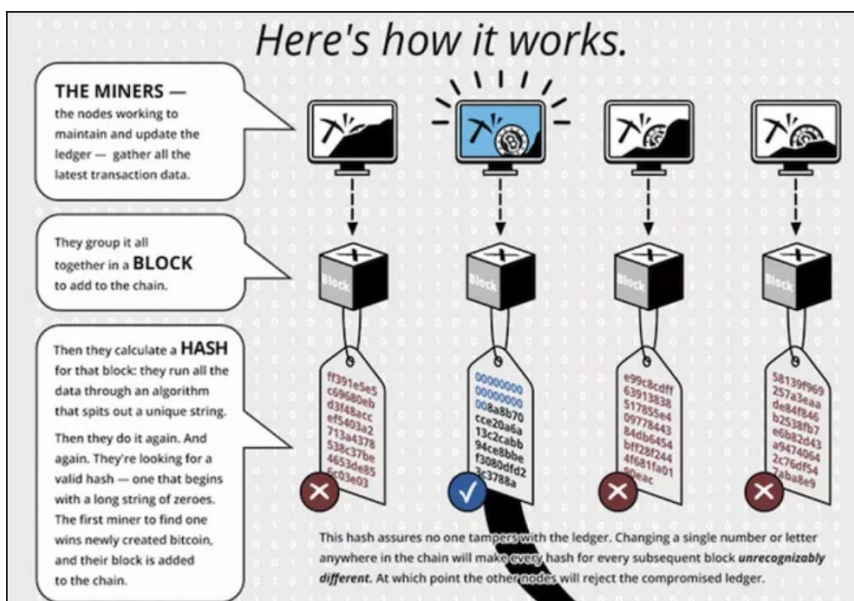 Here's how it works.
THE MINERS —
the nodes working to
maintain and update the
ledger — gather all the
latest transaction data.
They group it all
together in a BLOCK
to add to the chain.
Block
Block
Block
Block
Then they calculate a HASH
for that block: they run all the
data through an algorithm
that spits out a unique string.
Then they do it again. And
again. They're looking for a
valid hash — one that begins
with a long string of zeroes.
The first miner to find one
wins newly created bitcoin,
and their block is added
to the chain.
ff391e5e5
c69680eb
d3f48acc
ef5403a2
713a4378
538c37be
4653de85
6c03e03
00000000
00000000
008a8b70
cce20a6a
13c2cabb
94ce8bbe
f3080dfd2
3c3788a
e99c8cdff
63913838
517855e4
09778443
84db6454
bff28f244
4f681fa01
58139f969
257a3eaa
de84f846
b2538fb7
e6b82d43
a9474064
2c76df54
7aba8e9
This hash assures no one tampers with the ledger. Changing a single number or letter
anywhere in the chain will make every hash for every subsequent block unrecognizably
different. At which point the other nodes will reject the compromised ledger.